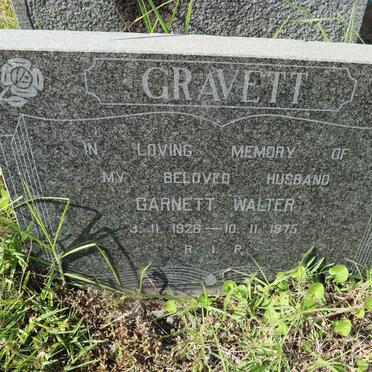 GRAVETT
IN LOVING MEMORY OF
MY BELOVED HUSBAND
GARNETT WALTER
3. 11. 1926 — 10. 11. 1975
R. I. P.